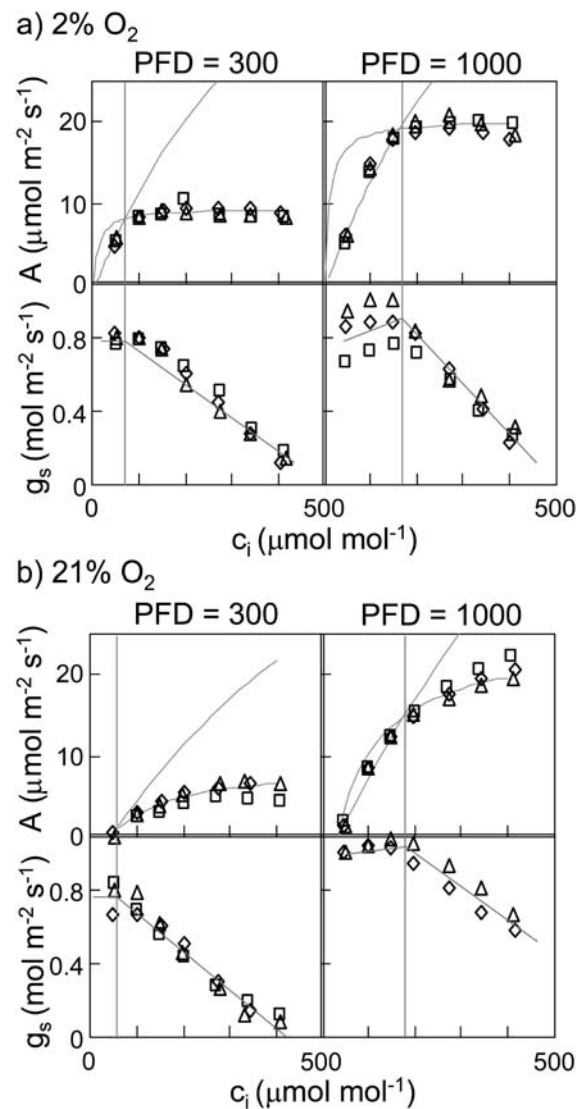 a) 2% O₂
PFD = 300 PFD = 1000
A (μmol m⁻² s⁻¹)
20
10
0
gₛ (mol m⁻² s⁻¹)
0.8
0.4
0
0 500 500
cᵢ (μmol mol⁻¹)
b) 21% O₂
PFD = 300 PFD = 1000
A (μmol m⁻² s⁻¹)
20
10
0
gₛ (mol m⁻² s⁻¹)
0.8
0.4
0
0 500 500
cᵢ (μmol mol⁻¹)